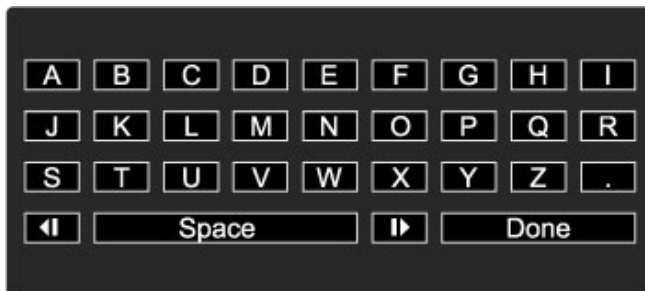 A B C D E F G H I
J K L M N O P Q R
S T U V W X Y Z .
Space Done